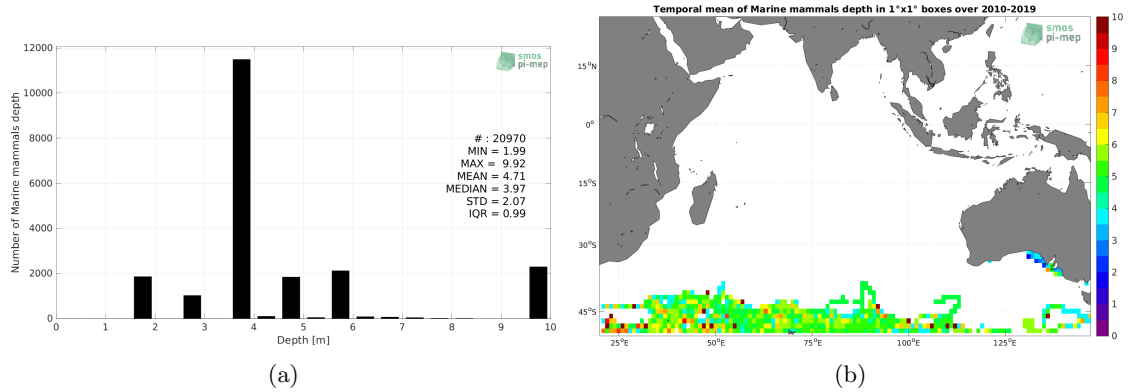 12000
10000
8000
6000
4000
2000
0
Number of Marine mammals depth
smos
pi-mep
# : 20970
MIN = 1.99
MAX = 9.92
MEAN = 4.71
MEDIAN = 3.97
STD = 2.07
IQR = 0.99
0 1 2 3 4 5 6 7 8 9 10
Depth [m]
(a)
Temporal mean of Marine mammals depth in 1°x1° boxes over 2010-2019
smos
pi-mep
15°N
0°
15°S
30°S
45°S
25°E 50°E 75°E 100°E 125°E
10
9
8
7
6
5
4
3
2
1
0
(b)